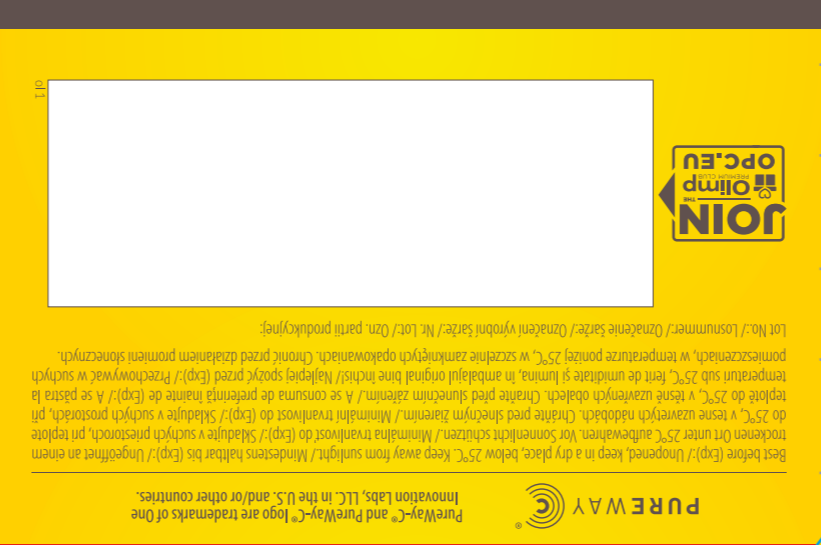 PUREWAY C®
PureWay-C® and PureWay-C® logo are trademarks of One
Innovation Labs, LLC. in the U.S. and/or other countries.
Best before (Exp):/ Unopened, keep in a dry place, below 25°C. Keep away from sunlight./ Mindestens haltbar bis (Exp):/ Ungeöffnet an einem
trockenen Ort unter 25°C aufbewahren. Vor Sonnenlicht schützen./ Minimálna trvanlivosť do (Exp):/ Skladujte v suchých priestoroch, pri teplote
do 25°C, v tesne uzavretých nádobách. Chráňte pred slnečným žiarením./ Minimální trvanlivost do (Exp):/ Skladujte v suchých prostorách, při
teplotě do 25°C, v těsně uzavřených obalech. Chraňte před slunečním zářením./ A se consuma de preferință înainte de (Exp):/ A se păstra la
temperaturi sub 25°C, ferit de umiditate și lumina, în ambalajul original bine închis!/ Najlepiej spożyć przed (Exp):/ Przechowywać w suchych
pomieszczeniach, w temperaturze poniżej 25°C, w szczelnie zamkniętych opakowaniach. Chronić przed działaniem promieni słonecznych.
Lot No.:/ Losnummer:/ Označenie šarže:/ Označení výrobní šarže:/ Nr. Lot:/ Ozn. partii produkcyjnej:
JOIN
THE
Olimp
PREMIUM CLUB
OPC.EU